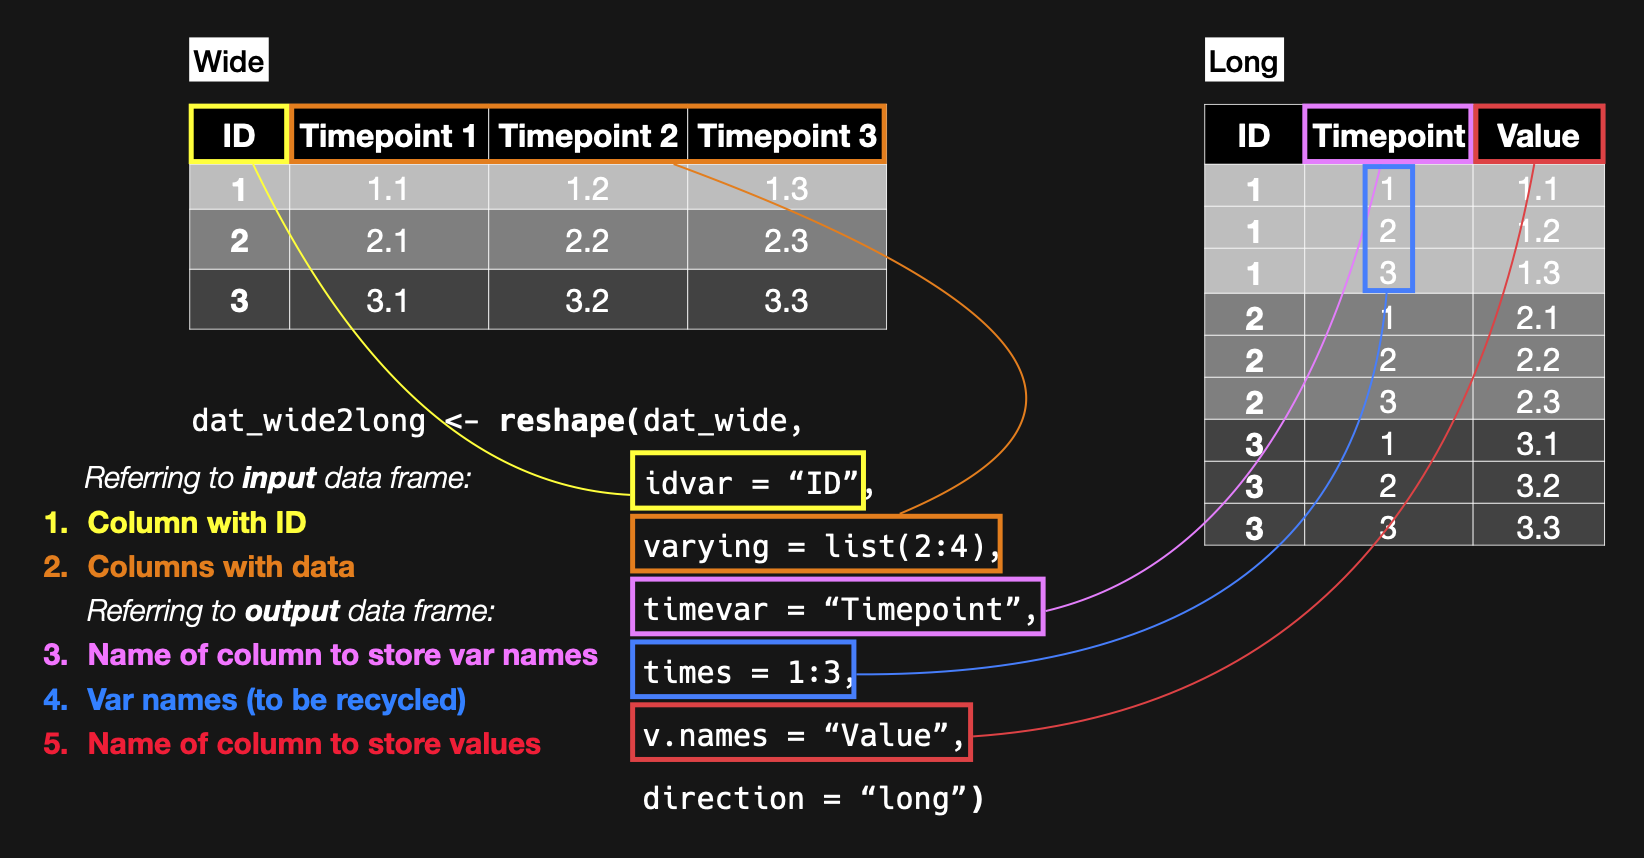 Wide
ID Timepoint 1 Timepoint 2 Timepoint 3
1 1.1 1.2 1.3
2 2.1 2.2 2.3
3 3.1 3.2 3.3
Long
ID Timepoint Value
1 1 1.1
1 2 1.2
1 3 1.3
2 1 2.1
2 2 2.2
2 3 2.3
3 1 3.1
3 2 3.2
3 3 3.3
dat_wide2long <- reshape(dat_wide,
idvar = “ID”,
varying = list(2:4),
timevar = “Timepoint”,
times = 1:3,
v.names = “Value”,
direction = “long”)
Referring to input data frame:
1. Column with ID
2. Columns with data
Referring to output data frame:
3. Name of column to store var names
4. Var names (to be recycled)
5. Name of column to store values